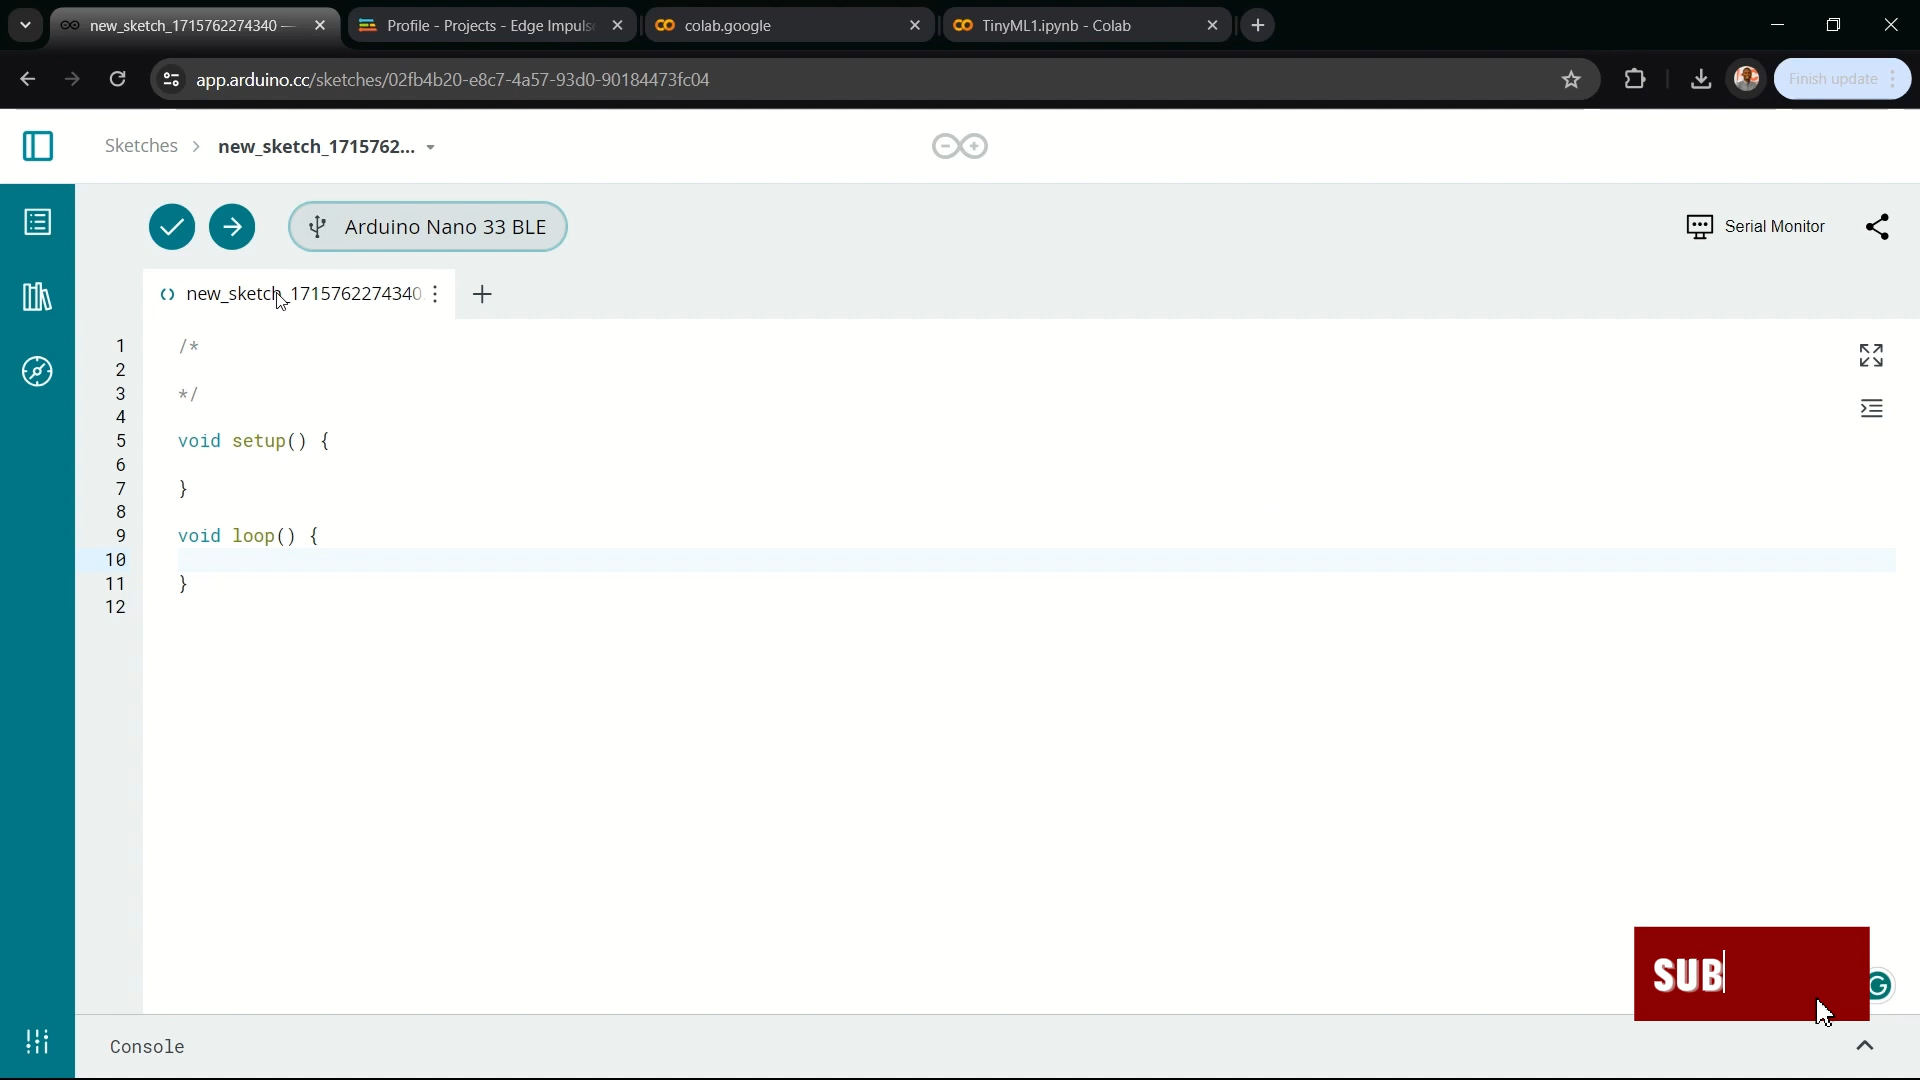 new_sketch_1715762274340 —
Profile - Projects - Edge Impuls
colab.google
TinyML1.ipynb - Colab
app.arduino.cc/sketches/02fb4b20-e8c7-4a57-93d0-90184473fc04
Finish update
Sketches > new_sketch_1715762...
Arduino Nano 33 BLE
Serial Monitor
new_sketch_1715762274340.
1 /*
2
3 */
4
5 void setup() {
6
7 }
8
9 void loop() {
10
11 }
12
SUB
Console